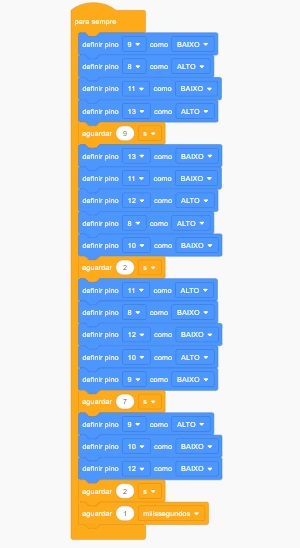 para sempre
definir pino 9 como BAIXO
definir pino 8 como ALTO
definir pino 11 como BAIXO
definir pino 13 como ALTO
aguardar 9 s
definir pino 13 como BAIXO
definir pino 11 como BAIXO
definir pino 12 como ALTO
definir pino 8 como ALTO
definir pino 10 como BAIXO
aguardar 2 s
definir pino 11 como ALTO
definir pino 8 como BAIXO
definir pino 12 como BAIXO
definir pino 10 como ALTO
definir pino 9 como BAIXO
aguardar 7 s
definir pino 9 como ALTO
definir pino 10 como BAIXO
definir pino 12 como BAIXO
aguardar 2 s
aguardar 1 milissegundos